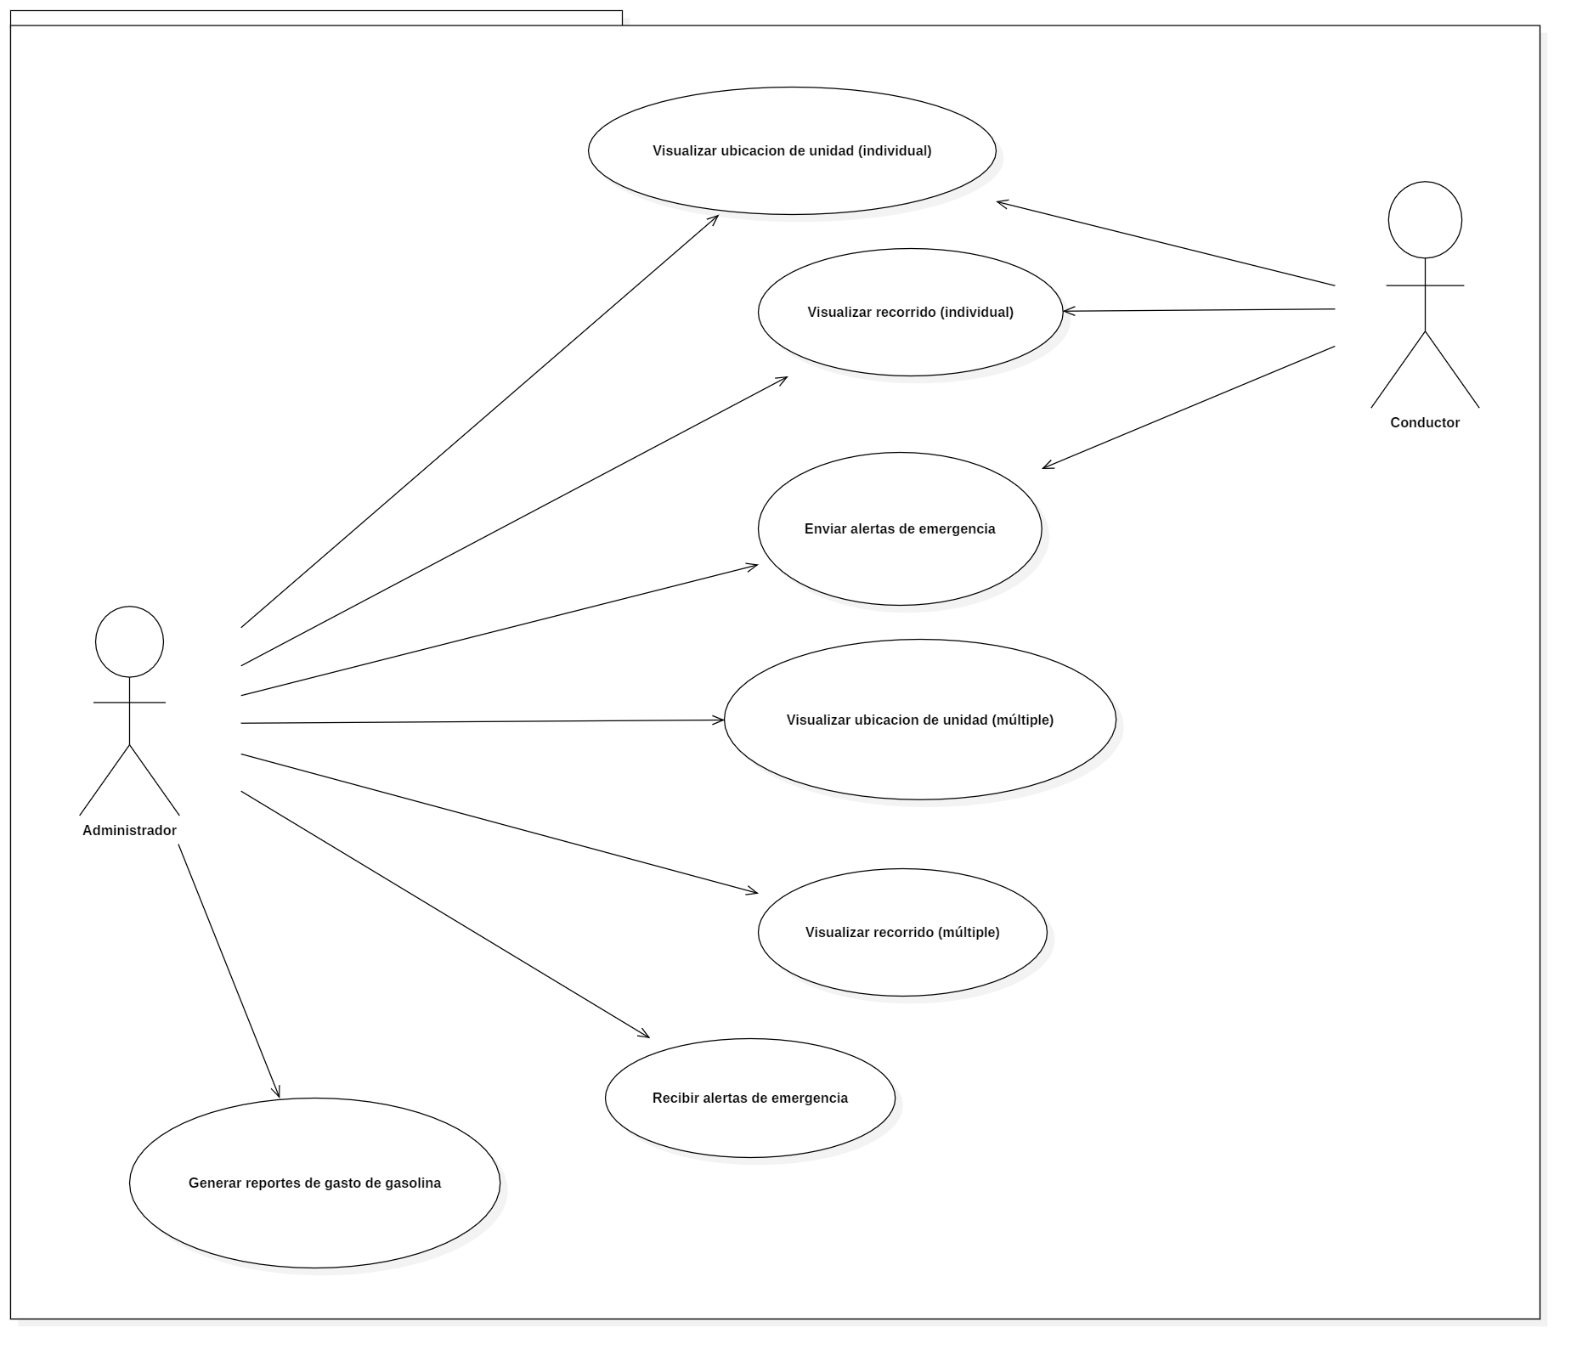 Visualizar ubicacion de unidad (individual)
Visualizar recorrido (individual)
Conductor
Enviar alertas de emergencia
Visualizar ubicacion de unidad (múltiple)
Administrador
Visualizar recorrido (múltiple)
Recibir alertas de emergencia
Generar reportes de gasto de gasolina